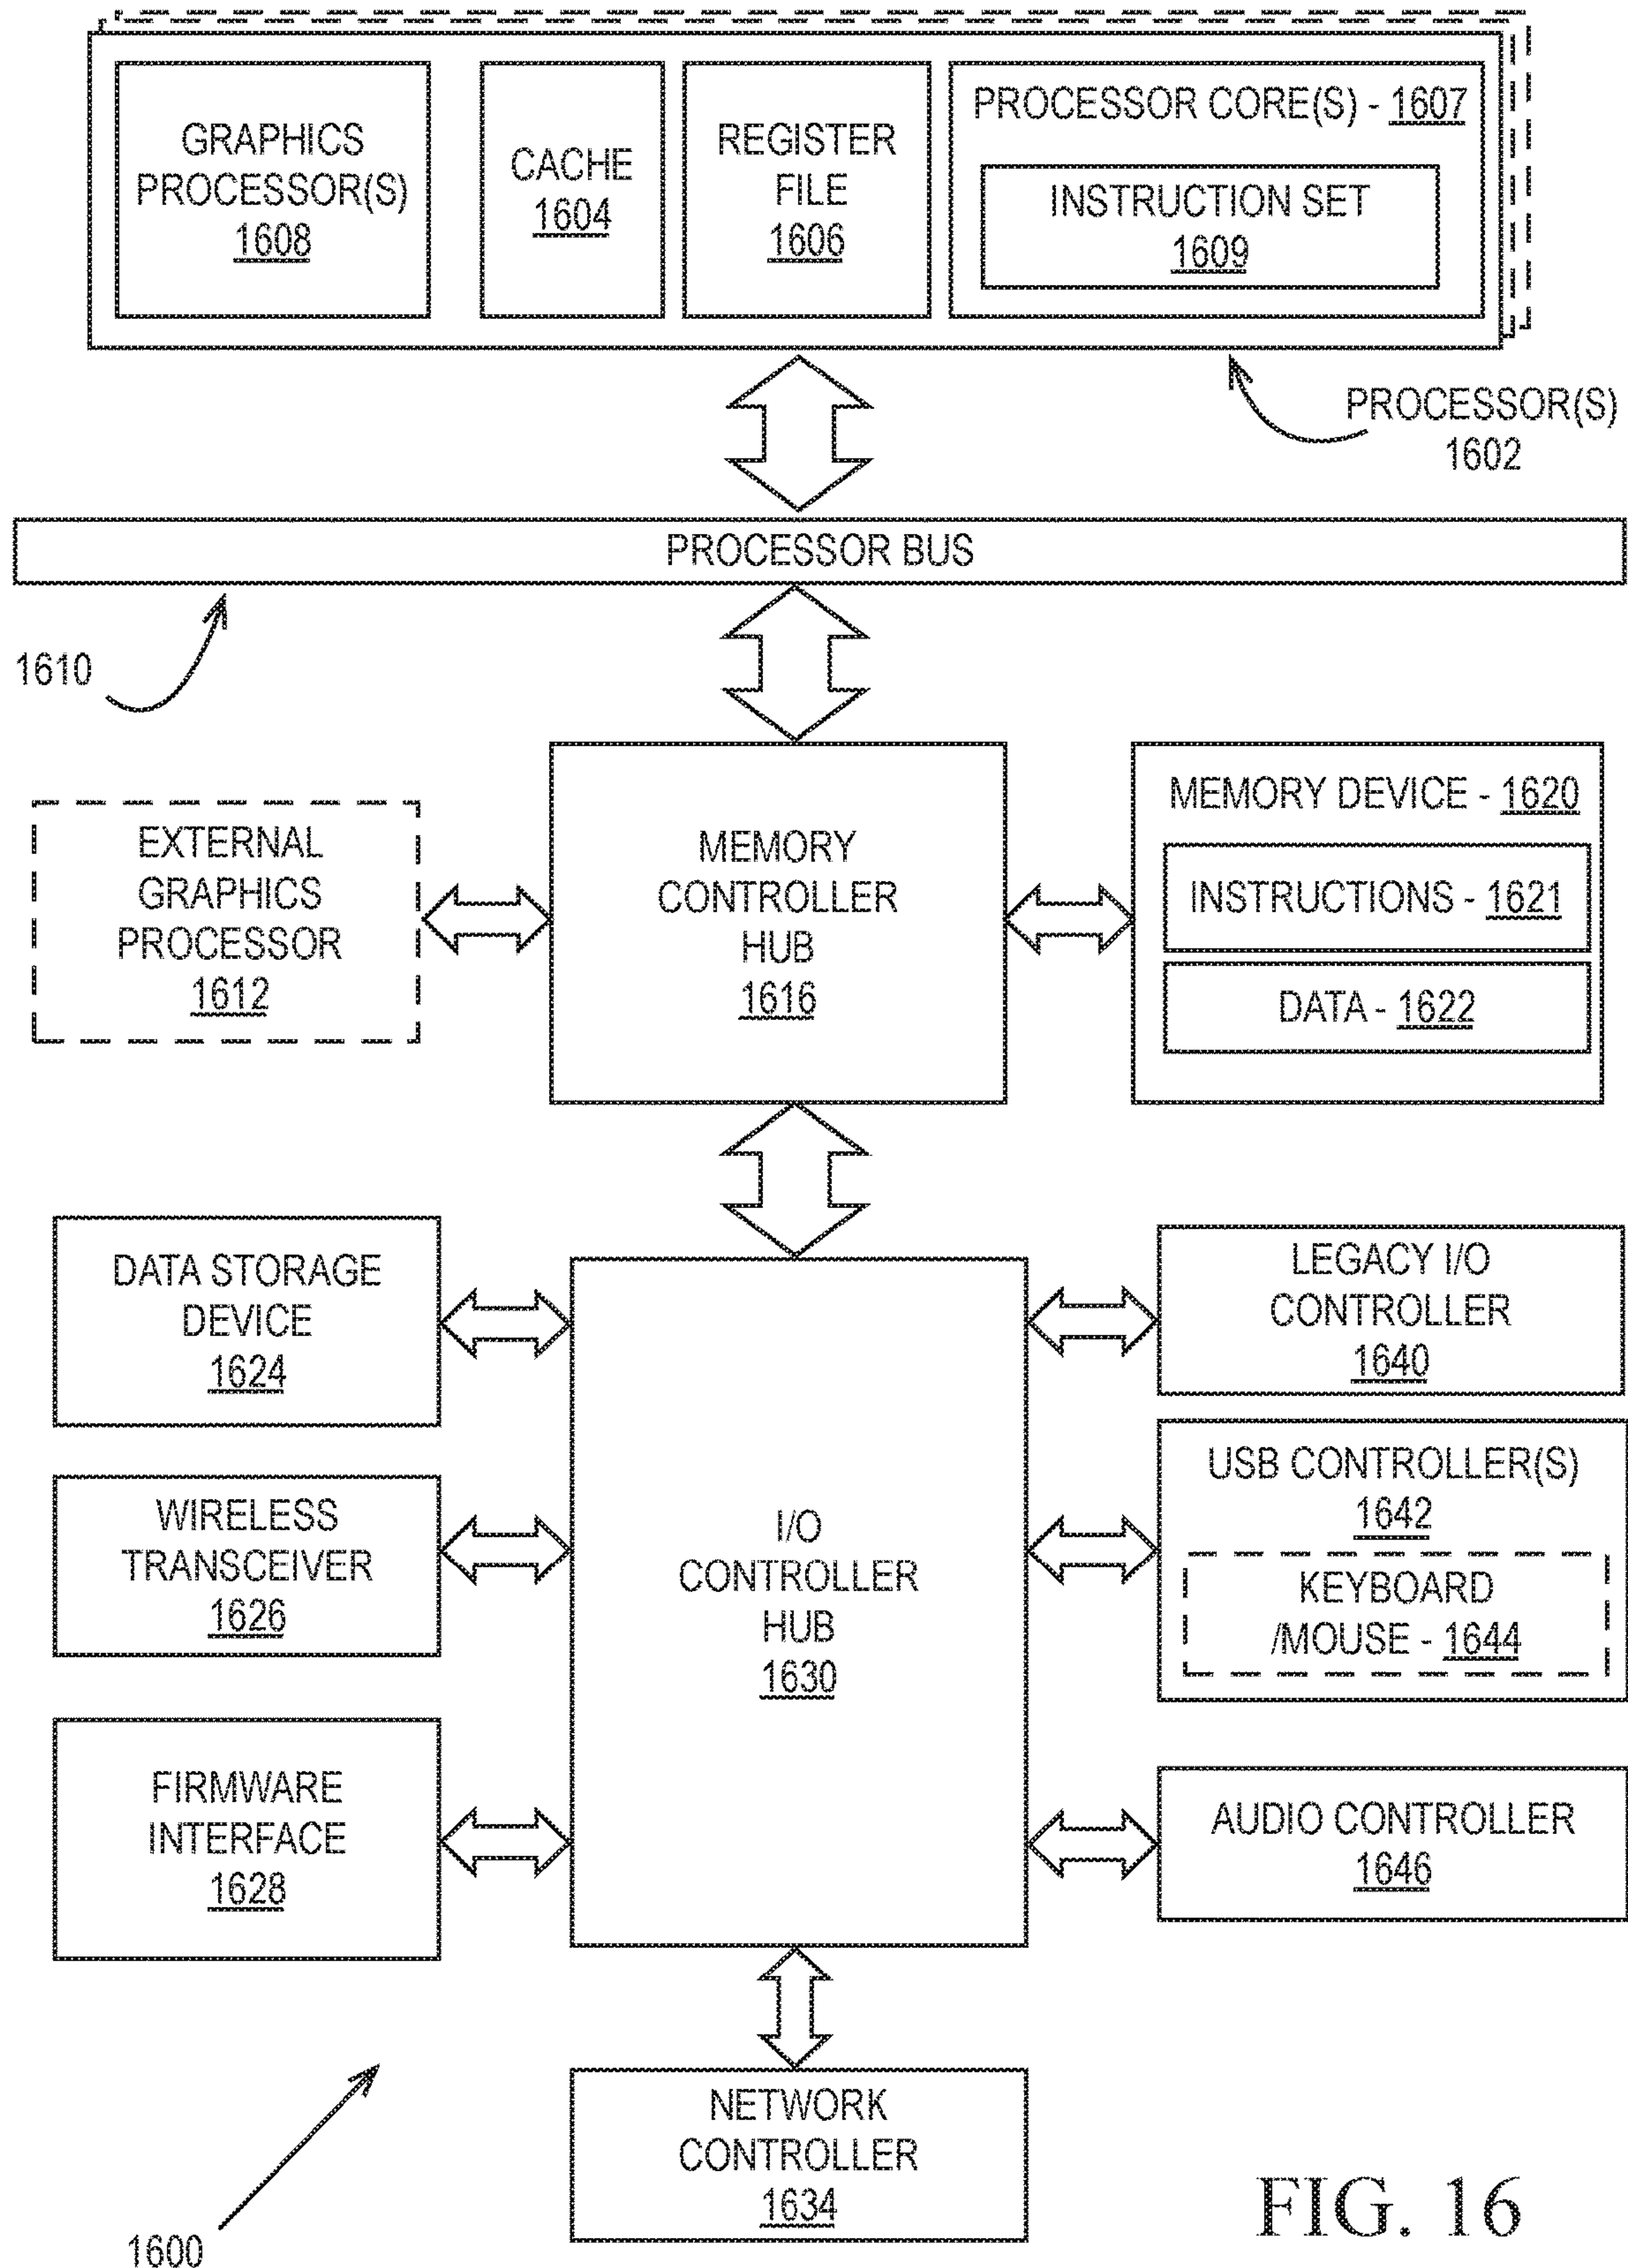 GRAPHICS
PROCESSOR(S)
1608
CACHE
1604
REGISTER
FILE
1606
PROCESSOR CORE(S) - 1607
INSTRUCTION SET
1609
PROCESSOR(S)
1602
PROCESSOR BUS
1610
EXTERNAL
GRAPHICS
PROCESSOR
1612
MEMORY
CONTROLLER
HUB
1616
MEMORY DEVICE - 1620
INSTRUCTIONS - 1621
DATA - 1622
DATA STORAGE
DEVICE
1624
WIRELESS
TRANSCEIVER
1626
FIRMWARE
INTERFACE
1628
I/O
CONTROLLER
HUB
1630
LEGACY I/O
CONTROLLER
1640
USB CONTROLLER(S)
1642
KEYBOARD
/MOUSE - 1644
AUDIO CONTROLLER
1646
NETWORK
CONTROLLER
1634
1600
FIG. 16